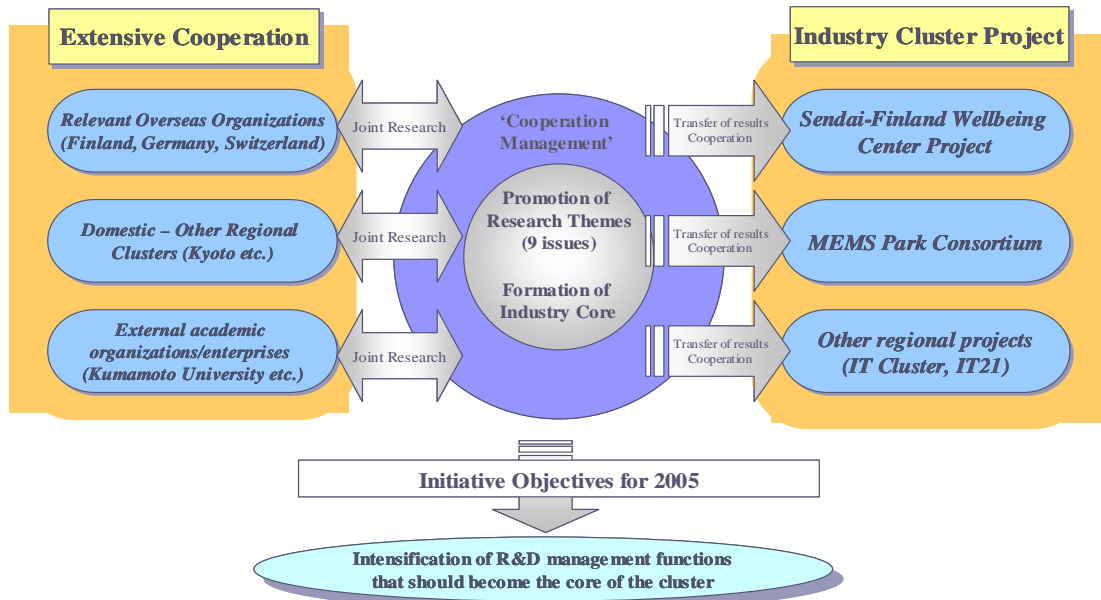 Extensive Cooperation
Industry Cluster Project
Relevant Overseas Organizations
(Finland, Germany, Switzerland)
Joint Research
‘Cooperation
Management’
Transfer of results
Cooperation
Sendai-Finland Wellbeing
Center Project
Domestic – Other Regional
Clusters (Kyoto etc.)
Joint Research
Promotion of
Research Themes
(9 issues)
Formation of
Industry Core
Transfer of results
Cooperation
MEMS Park Consortium
External academic
organizations/enterprises
(Kumamoto University etc.)
Joint Research
Transfer of results
Cooperation
Other regional projects
(IT Cluster, IT21)
Initiative Objectives for 2005
Intensification of R&D management functions
that should become the core of the cluster